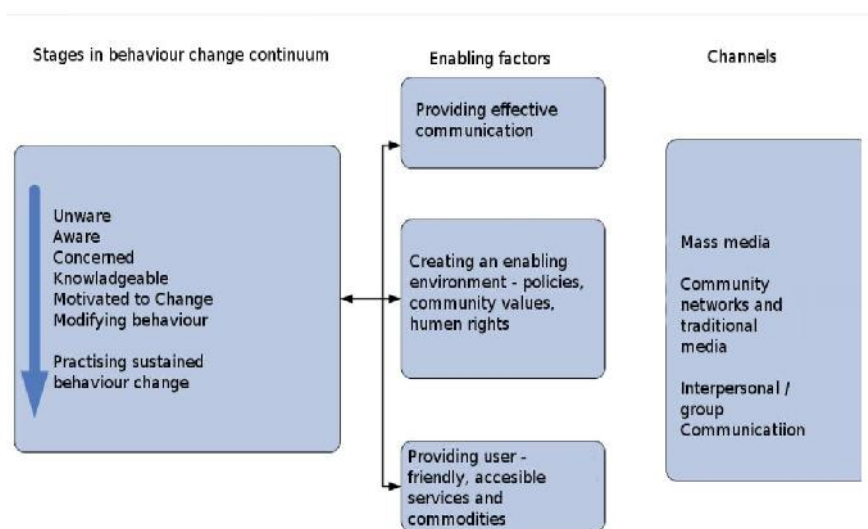 Stages in behaviour change continuum
Enabling factors
Channels
Unware
Aware
Concerned
Knowladgeable
Motivated to Change
Modifying behaviour
Practising sustained
behaviour change
Providing effective
communication
Creating an enabling
environment - policies,
community values,
human rights
Providing user -
friendly, accesible
services and
commodities
Mass media
Community
networks and
traditional
media
Interpersonal /
group
Communicatiion